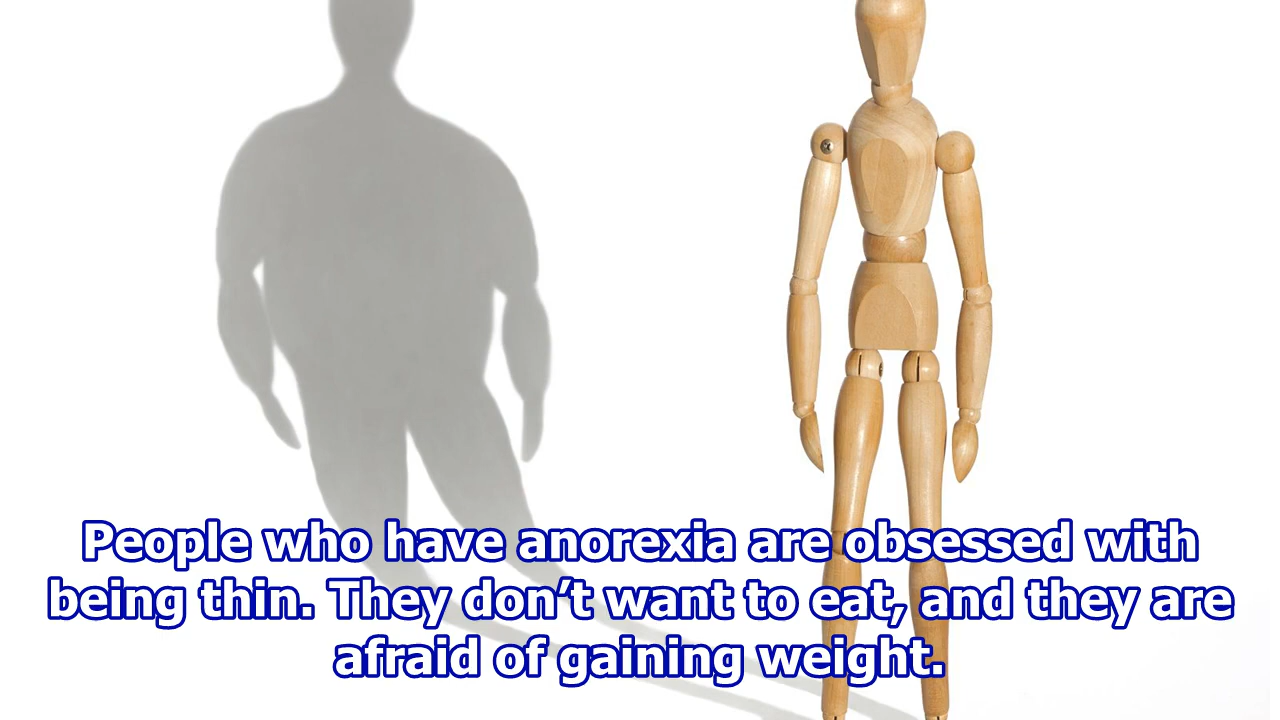 People who have anorexia are obsessed with
being thin. They don’t want to eat, and they are
afraid of gaining weight.